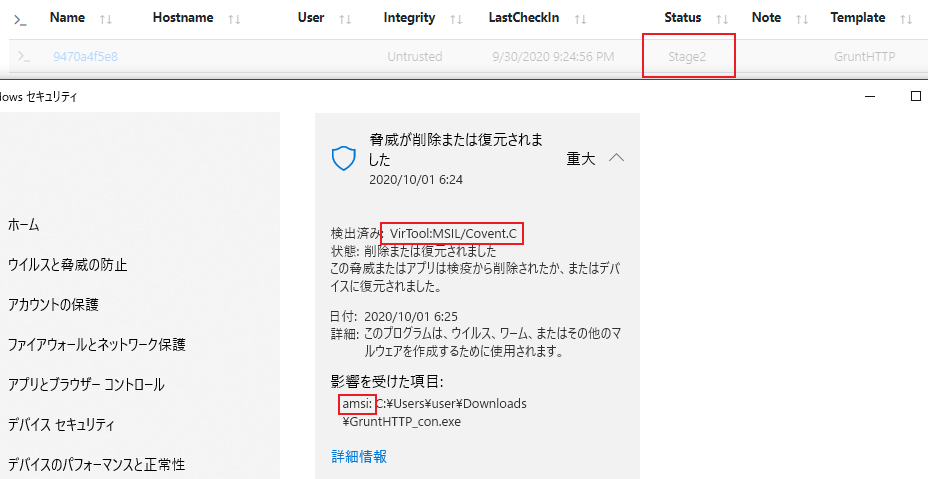 Name Hostname User Integrity LastCheckIn Status Note Template
9470a4f5e8 Untrusted 9/30/2020 9:24:56 PM Stage2 GruntHTTP
dows セキュリティ
ホーム
ウイルスと脅威の防止
アカウントの保護
ファイアウォールとネットワーク保護
アプリとブラウザー コントロール
デバイス セキュリティ
デバイスのパフォーマンスと正常性
脅威が削除または復元されま
した
重大
2020/10/01 6:24
検出済み: VirTool:MSIL/Covent.C
状態: 削除または復元されました
この脅威またはアプリは検疫から削除されたか、またはデバ
イスに復元されました。
日付: 2020/10/01 6:25
詳細: このプログラムは、ウイルス、ワーム、またはその他のマ
ルウェアを作成するために使用されます。
影響を受けた項目:
amsi: C:¥Users¥user¥Downloads
¥GruntHTTP_con.exe
詳細情報